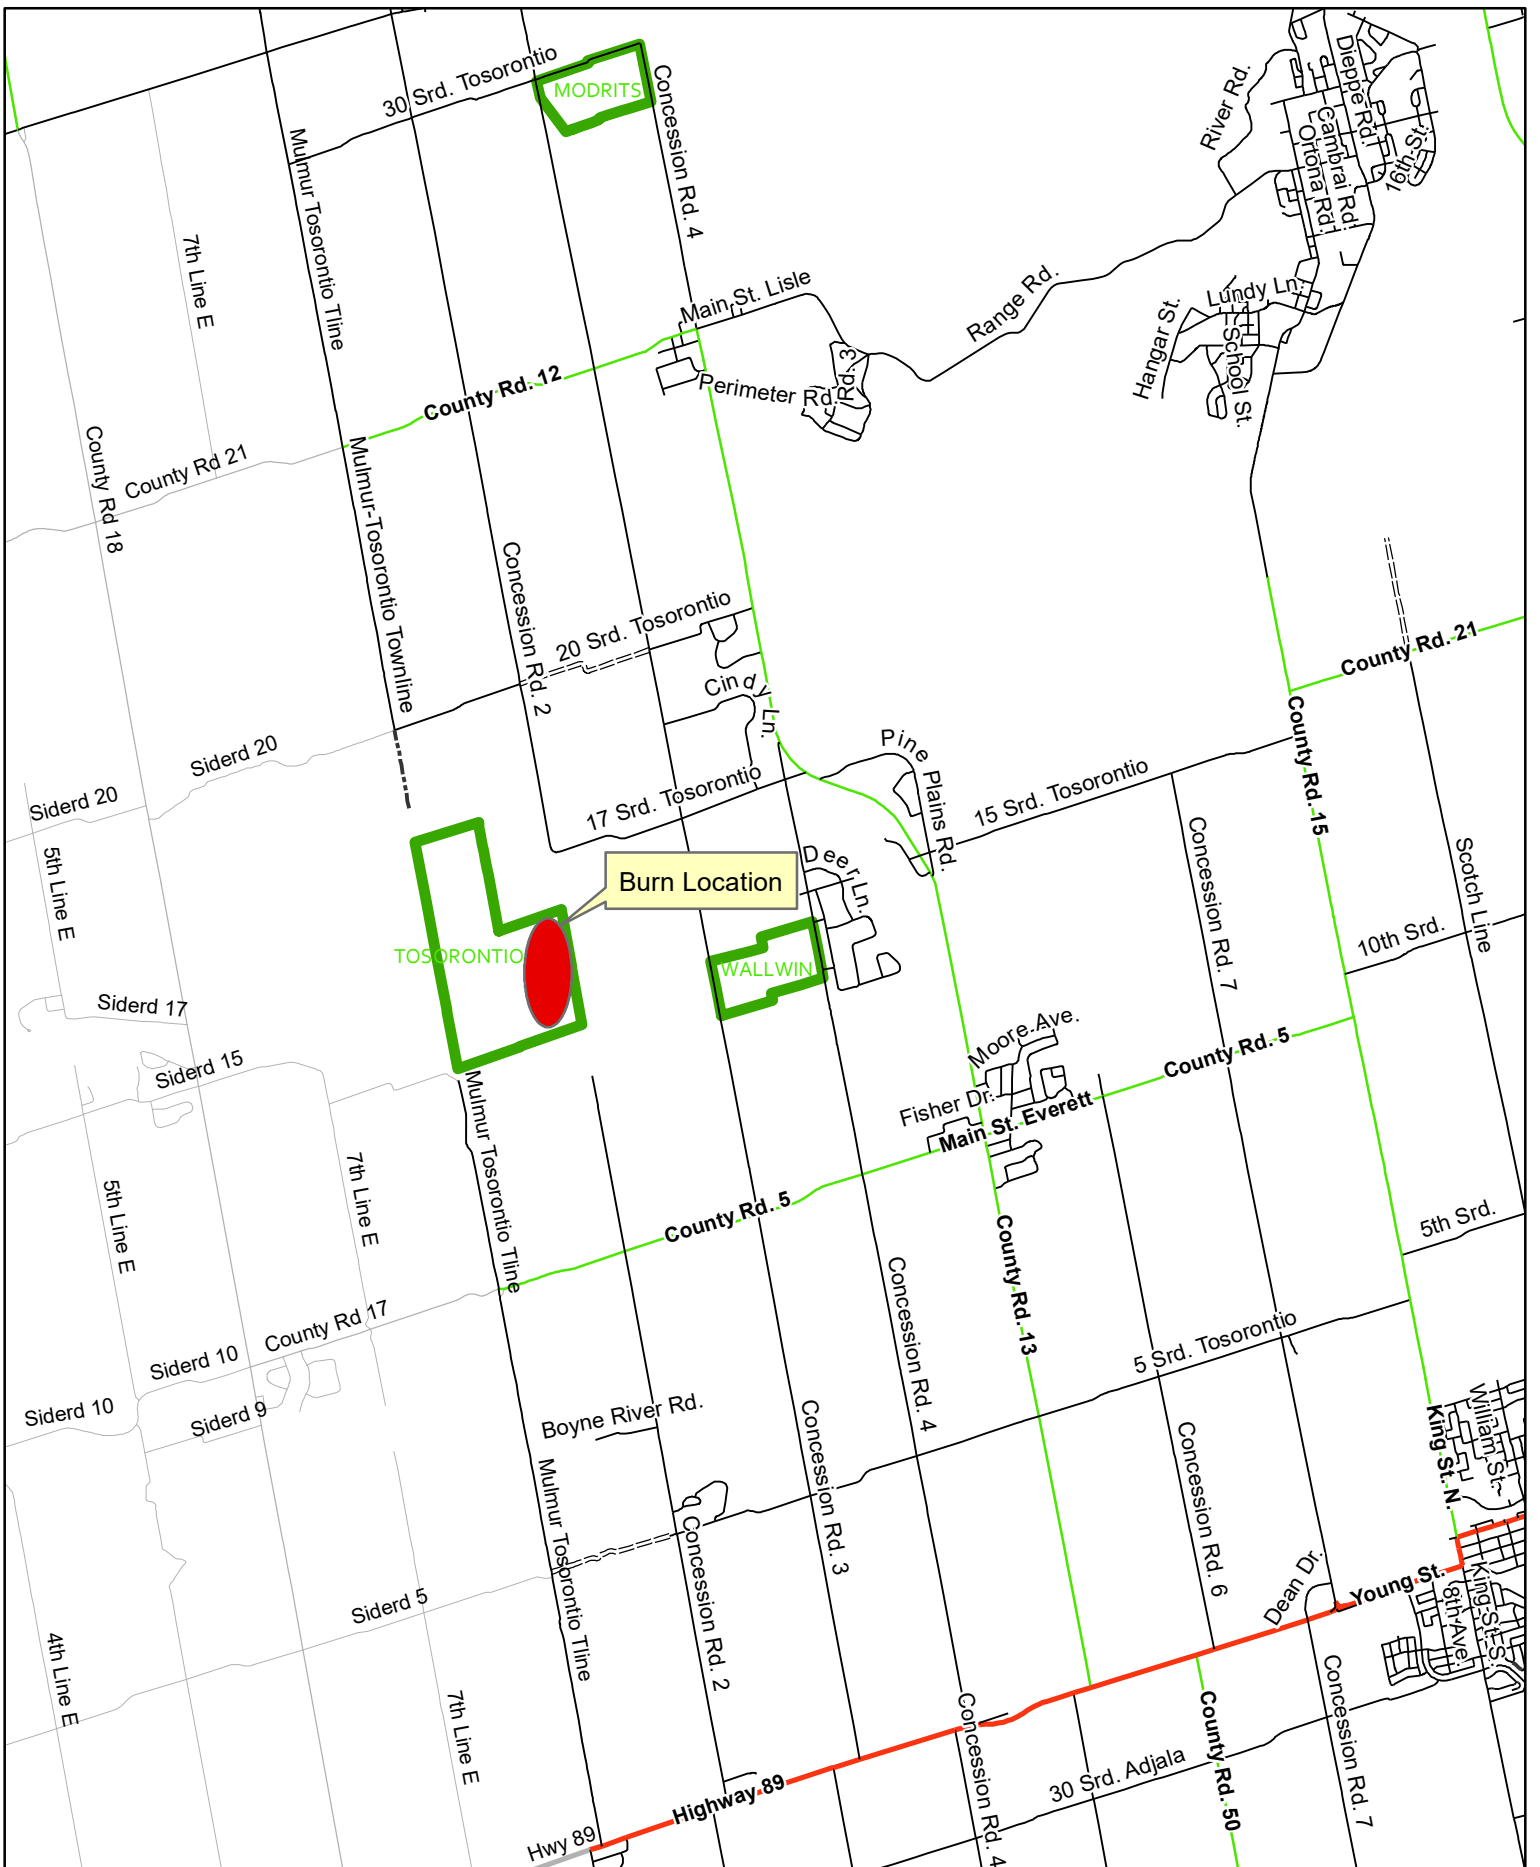 30 Srd. Tosorontio
MODRITS
Concession Rd. 4
River Rd.
Dieppe Rd.
Cambrai Rd.
Ortona Rd.
16th St.
Mulmur Tosorontio Tline
7th Line E
Main St. Lisle
Range Rd.
Lundy Ln.
Hangar St.
School St.
County Rd. 12
Perimeter Rd.
Rd. 3
County Rd 21
County Rd 18
Mulmur-Tosorontio Townline
Concession Rd. 2
20 Srd. Tosorontio
County Rd. 21
Cindy Ln.
Siderd 20
Siderd 20
Pine Plains Rd.
County Rd. 15
17 Srd. Tosorontio
15 Srd. Tosorontio
5th Line E
Burn Location
Deer Ln.
Concession Rd. 7
Scotch Line
TOSORONTIO
WALLWIN
10th Srd.
Siderd 17
Siderd 15
Moore Ave.
County Rd. 5
Fisher Dr.
Main St. Everett
Mulmur Tosorontio Tline
7th Line E
5th Line E
County Rd. 5
5th Srd.
County Rd. 13
Concession Rd. 4
County Rd 17
Siderd 10
5 Srd. Tosorontio
Siderd 10
Siderd 9
Boyne River Rd.
Concession Rd. 3
King St. N.
William St.
Concession Rd. 6
Mulmur Tosorontio Tline
Concession Rd. 2
Siderd 5
Dean Dr.
Young St.
8th Ave.
King St. S.
4th Line E
7th Line E
Concession Rd. 4
County Rd. 50
Concession Rd. 7
30 Srd. Adjala
Highway 89
Hwy 89